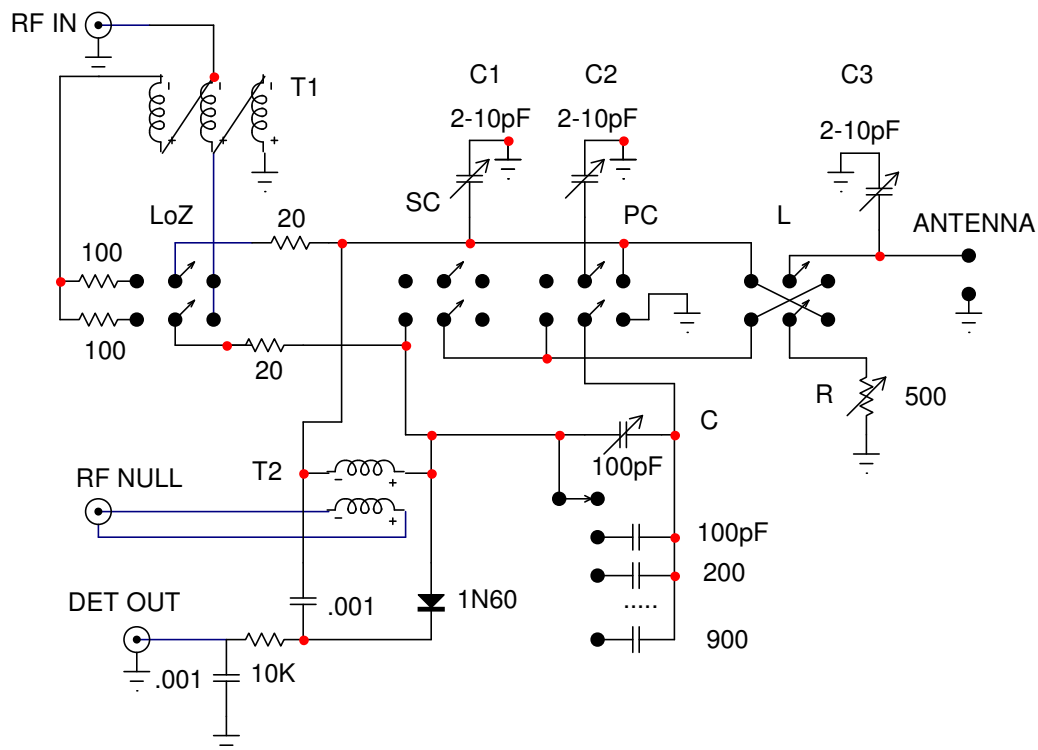 RF IN
T1
C1
C2
C3
2-10pF
2-10pF
2-10pF
SC
PC
L
ANTENNA
LoZ
20
100
100
20
R
500
C
100pF
T2
RF NULL
100pF
200
.....
900
DET OUT
.001
1N60
.001
10K